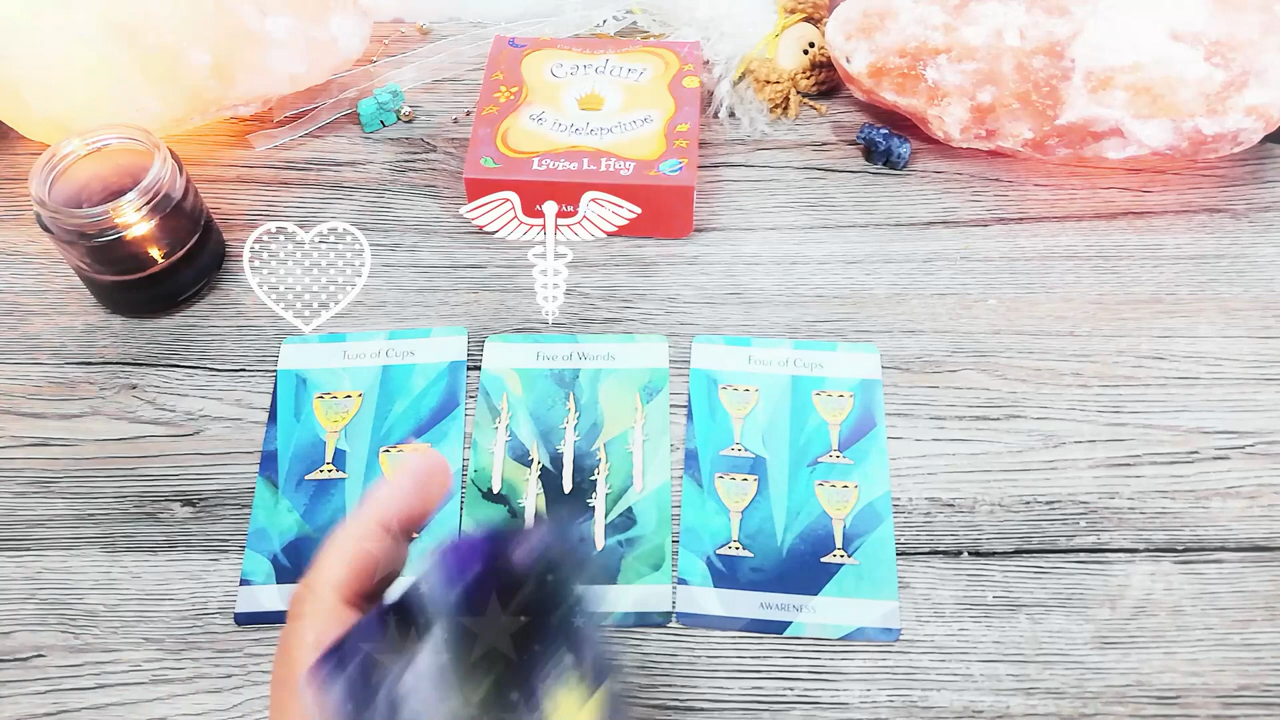 Carduri
de înțelepciune
Louise L. Hay
Two of Cups
Five of Wands
Four of Cups
AWARENESS